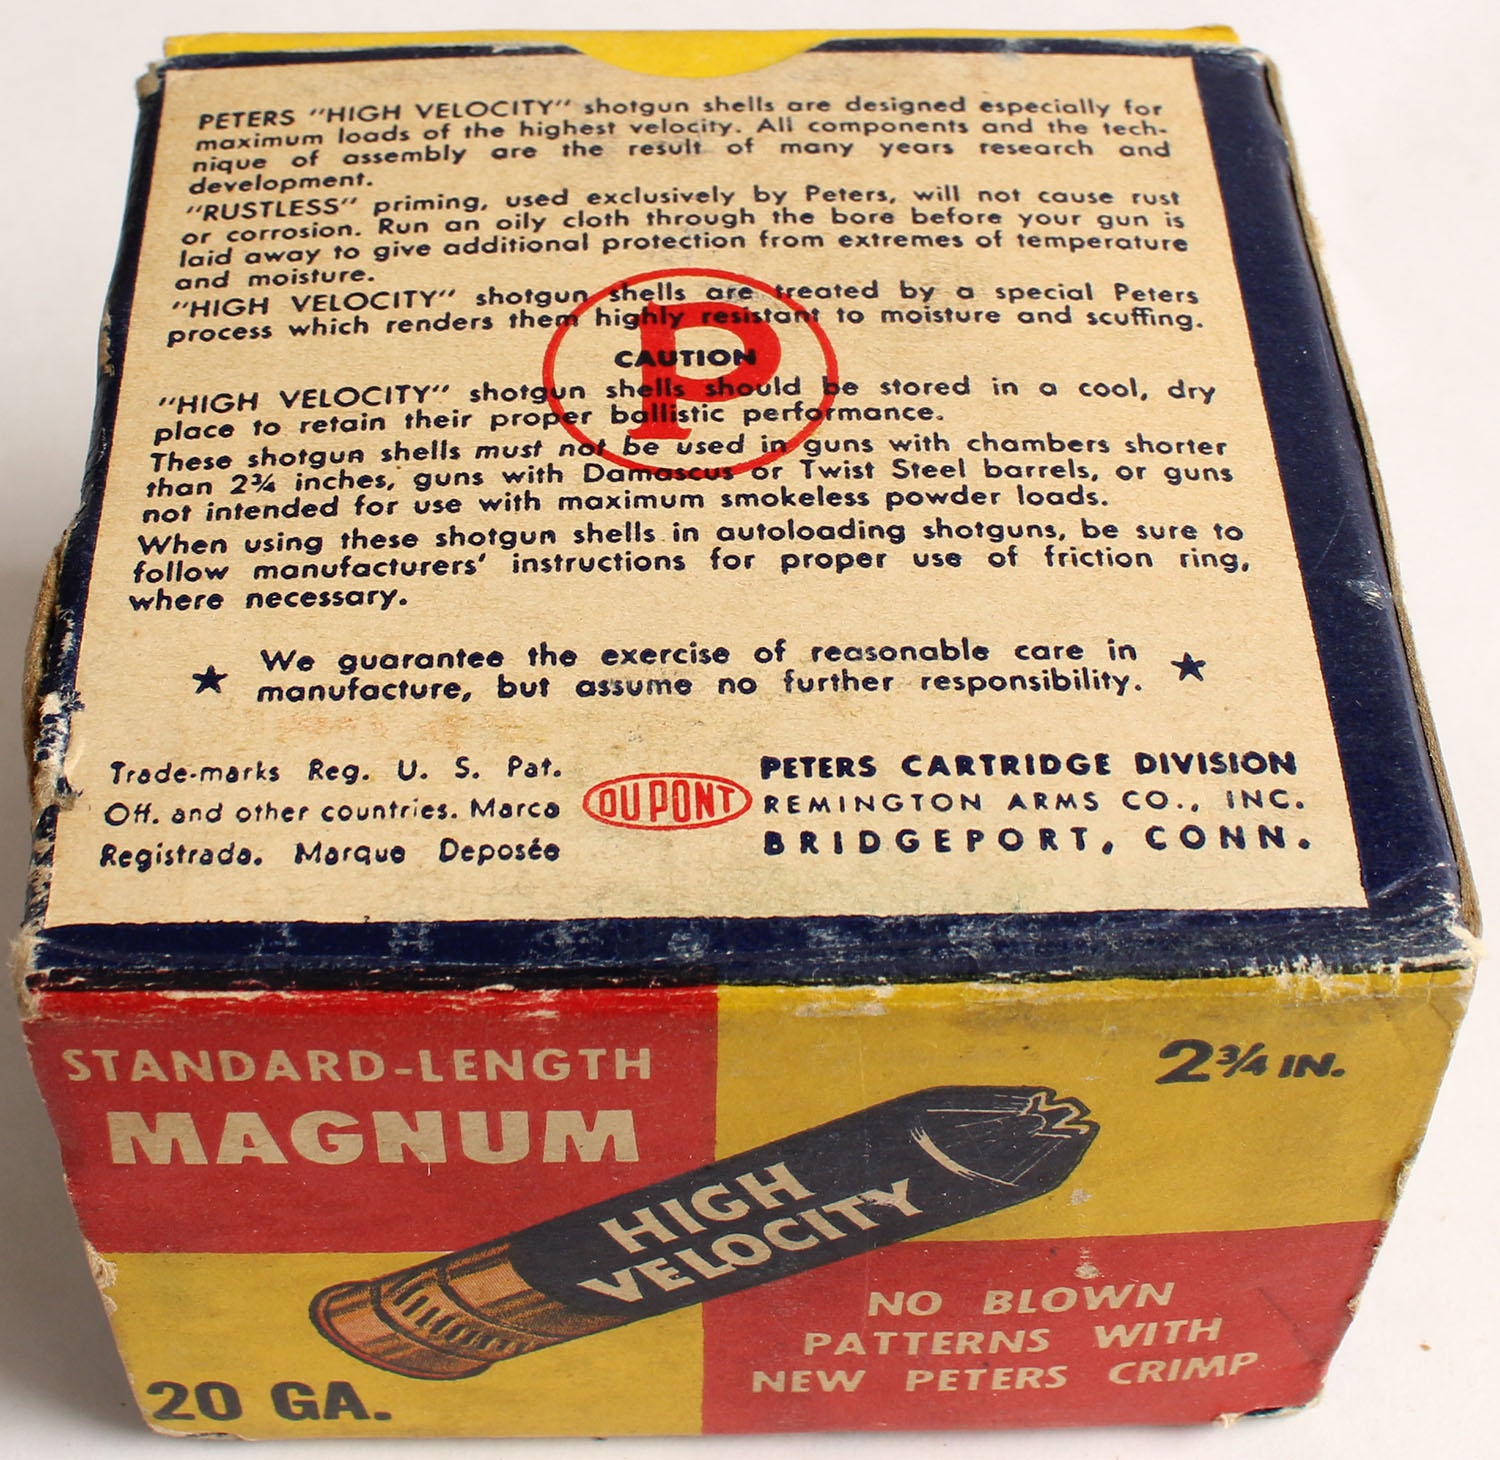 PETERS "HIGH VELOCITY" shotgun shells are designed especially for
maximum loads of the highest velocity. All components and the tech-
nique of assembly are the result of many years research and
development.
"RUSTLESS" priming, used exclusively by Peters, will not cause rust
or corrosion. Run an oily cloth through the bore before your gun is
laid away to give additional protection from extremes of temperature
and moisture.
"HIGH VELOCITY" shotgun shells are treated by a special Peters
process which renders them highly resistant to moisture and scuffing.
P
CAUTION
"HIGH VELOCITY" shotgun shells should be stored in a cool, dry
place to retain their proper ballistic performance.
These shotgun shells must not be used in guns with chambers shorter
than 2¾ inches, guns with Damascus or Twist Steel barrels, or guns
not intended for use with maximum smokeless powder loads.
When using these shotgun shells in autoloading shotguns, be sure to
follow manufacturers' instructions for proper use of friction ring,
where necessary.
We guarantee the exercise of reasonable care in
manufacture, but assume no further responsibility.
Trade-marks Reg. U. S. Pat.
Off. and other countries. Marca
Registrada. Marque Deposée
DU PONT
PETERS CARTRIDGE DIVISION
REMINGTON ARMS CO., INC.
BRIDGEPORT, CONN.
STANDARD-LENGTH
MAGNUM
2¾ IN.
HIGH
VELOCITY
20 GA.
NO BLOWN
PATTERNS WITH
NEW PETERS CRIMP